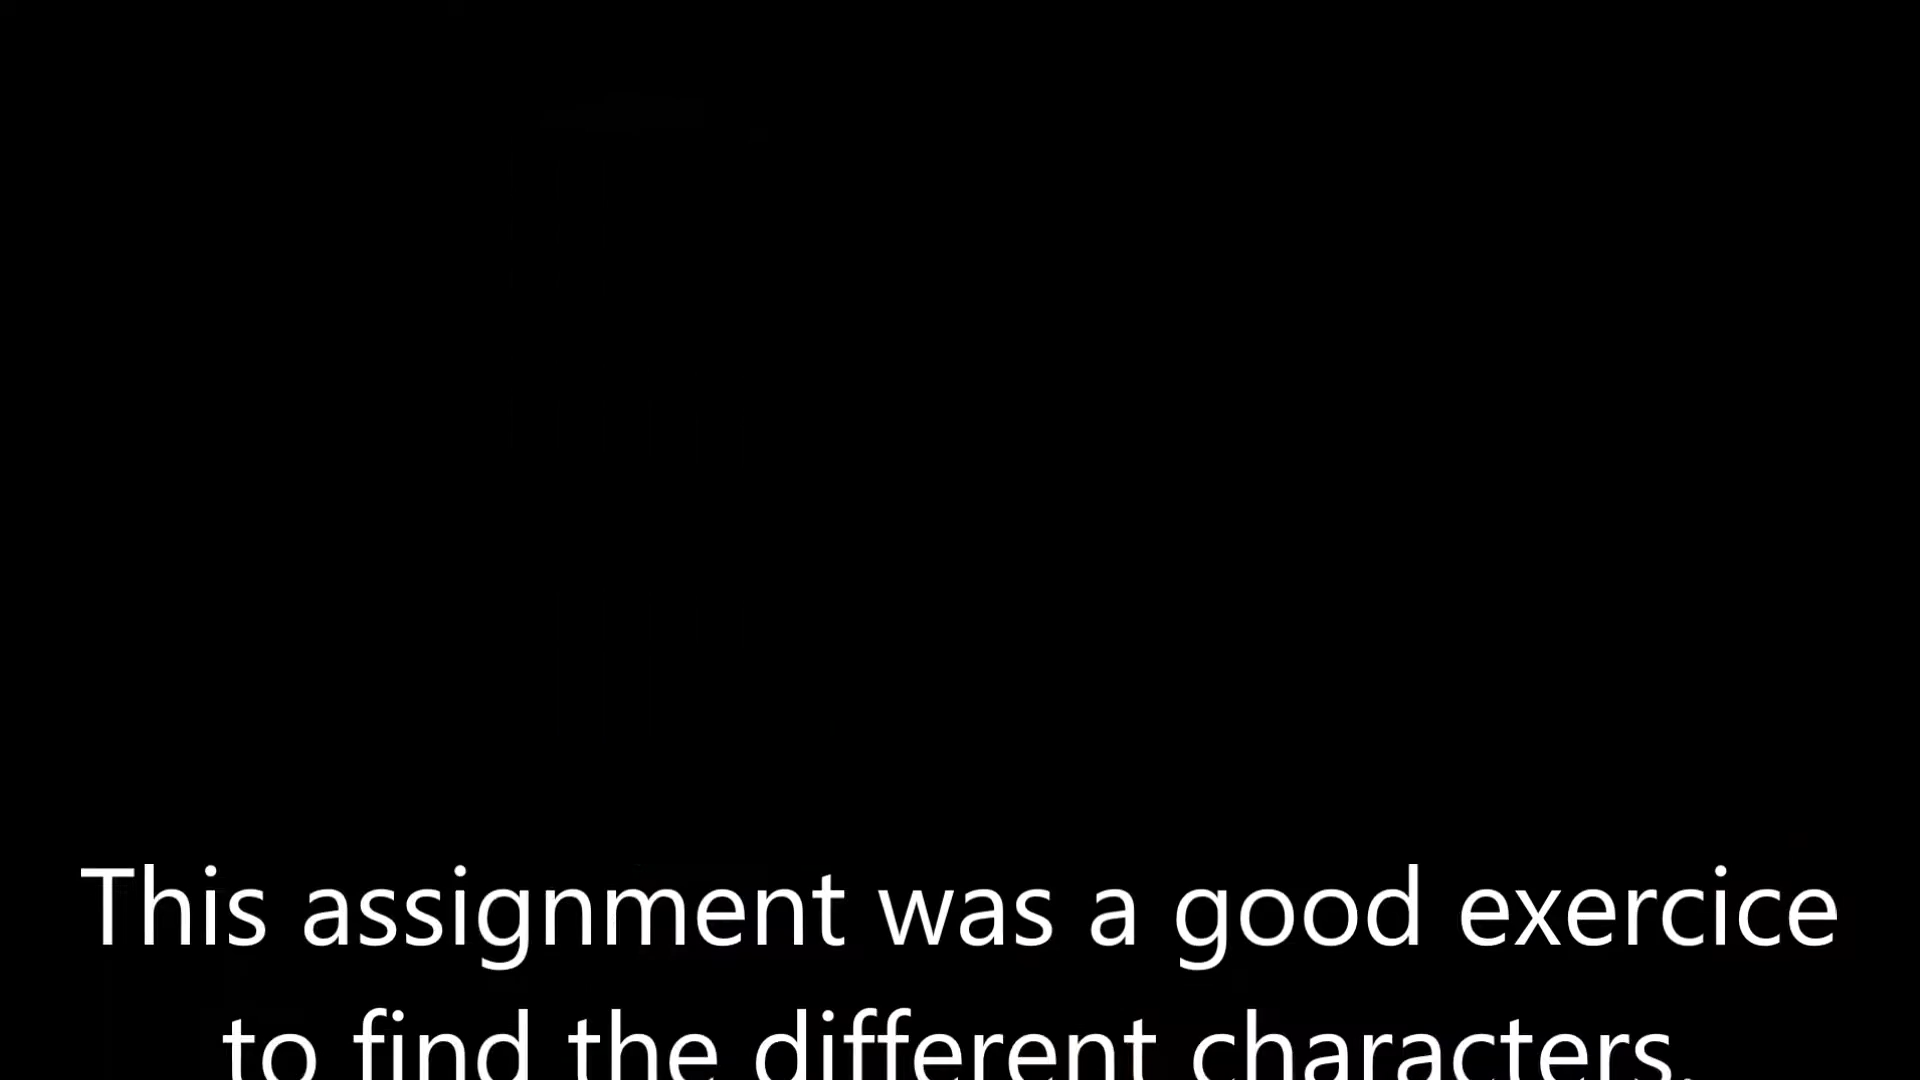 This assignment was a good exercice
to find the different characters.